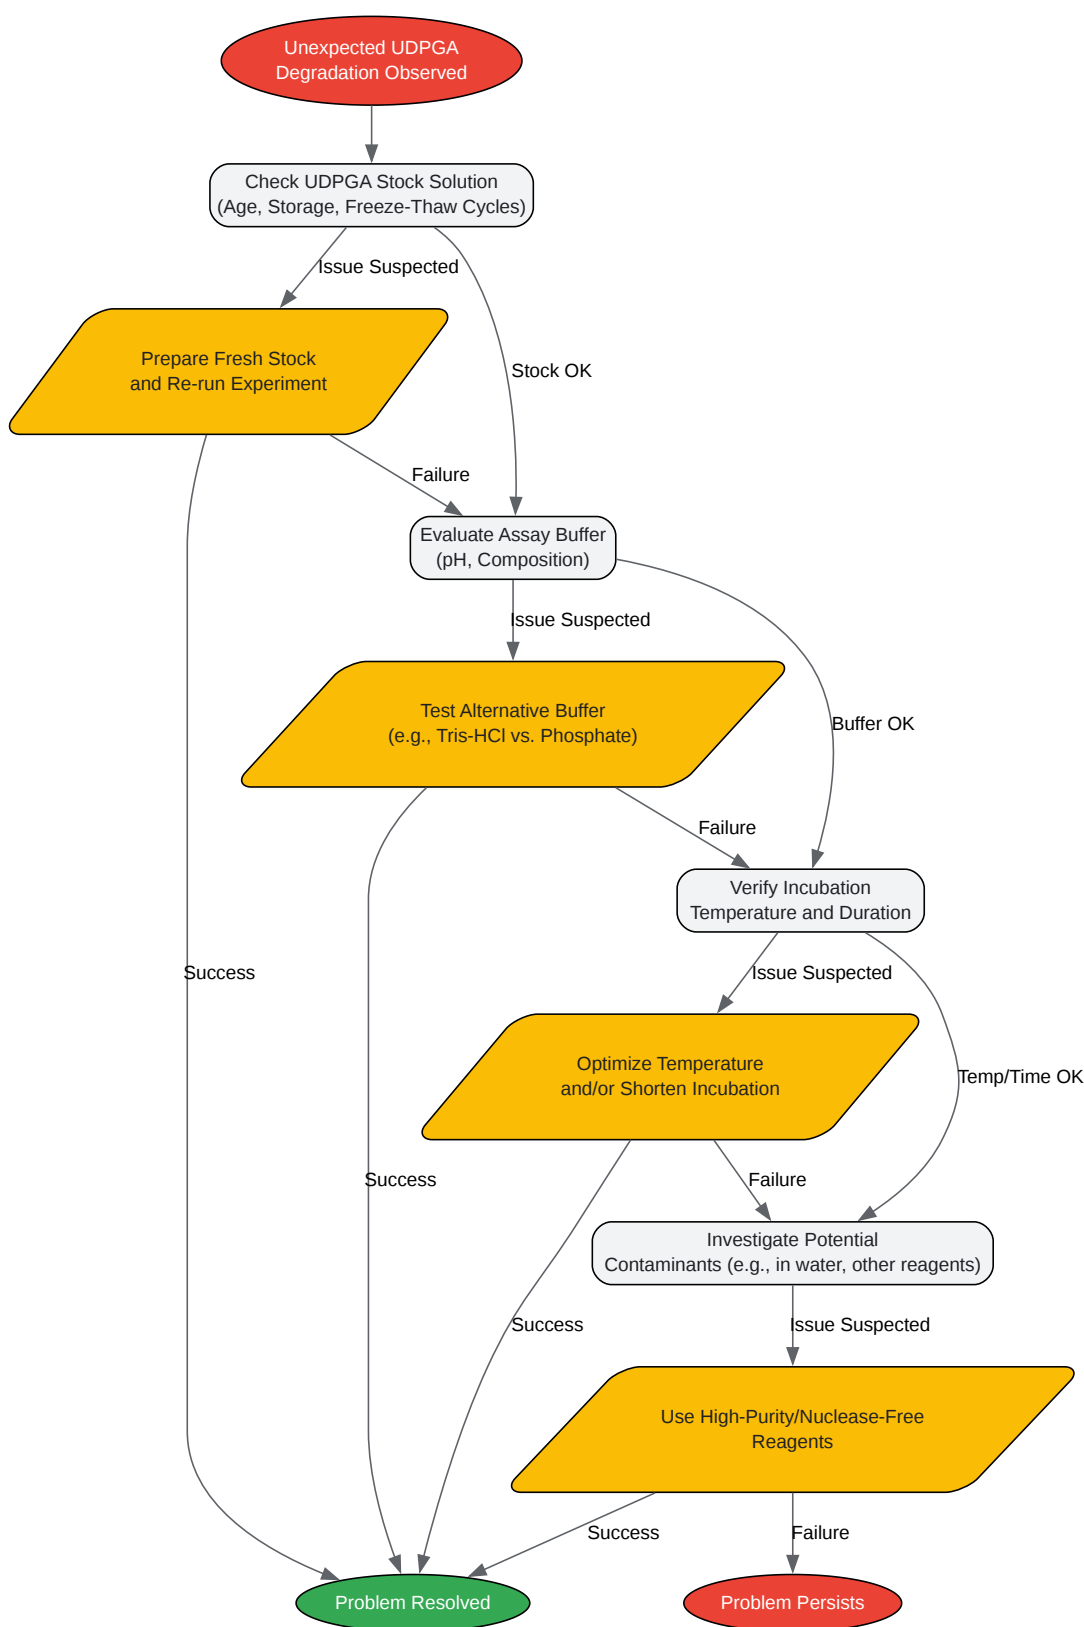 Unexpected UDPGA
Degradation Observed
Check UDPGA Stock Solution
(Age, Storage, Freeze-Thaw Cycles)
Issue Suspected
Prepare Fresh Stock
and Re-run Experiment
Stock OK
Failure
Evaluate Assay Buffer
(pH, Composition)
Issue Suspected
Test Alternative Buffer
(e.g., Tris-HCl vs. Phosphate)
Buffer OK
Failure
Verify Incubation
Temperature and Duration
Success
Issue Suspected
Optimize Temperature
and/or Shorten Incubation
Temp/Time OK
Success
Failure
Investigate Potential
Contaminants (e.g., in water, other reagents)
Success
Issue Suspected
Use High-Purity/Nuclease-Free
Reagents
Success
Failure
Problem Resolved
Problem Persists